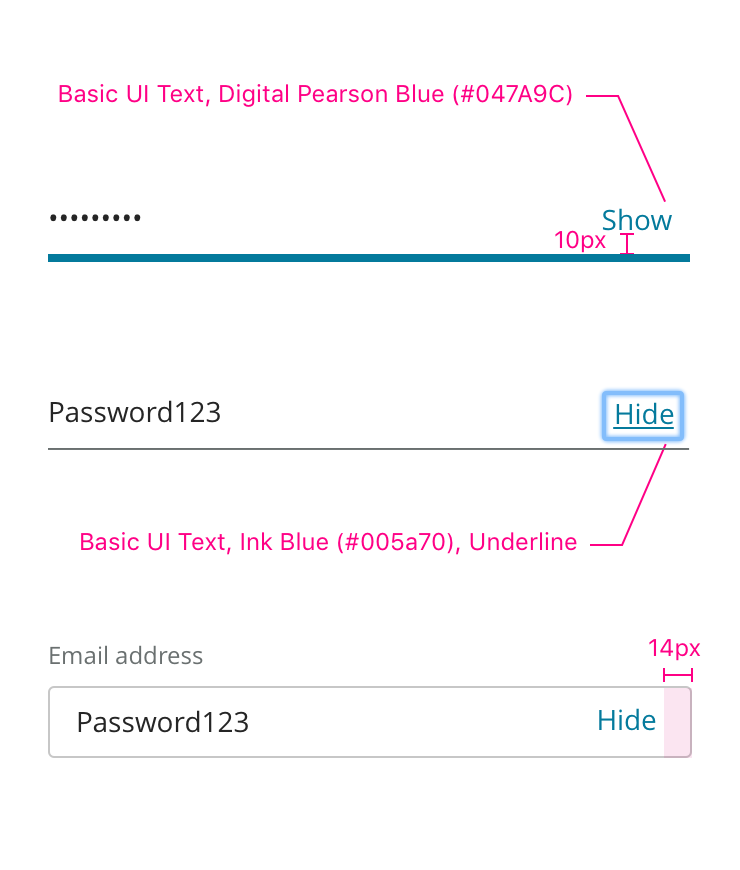 Basic UI Text, Digital Pearson Blue (#047A9C)
••••••••• Show
10px
Password123 Hide
Basic UI Text, Ink Blue (#005a70), Underline
14px
Email address
Password123 Hide